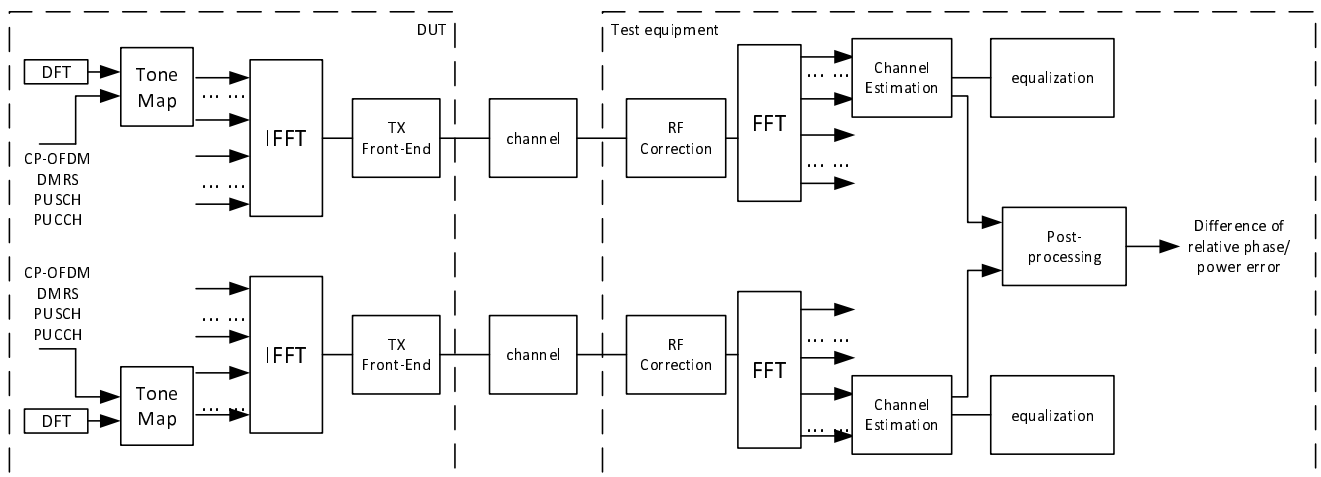 DUT
Test equipment
DFT
Tone
Map
... ...
... ...
IFFT
TX
Front-End
channel
RF
Correction
FFT
... ...
... ...
Channel
Estimation
equalization
CP-OFDM
DMRS
PUSCH
PUCCH
Post-
processing
Difference of
relative phase/
power error
CP-OFDM
DMRS
PUSCH
PUCCH
DFT
Tone
Map
... ...
... ...
IFFT
TX
Front-End
channel
RF
Correction
FFT
... ...
... ...
Channel
Estimation
equalization